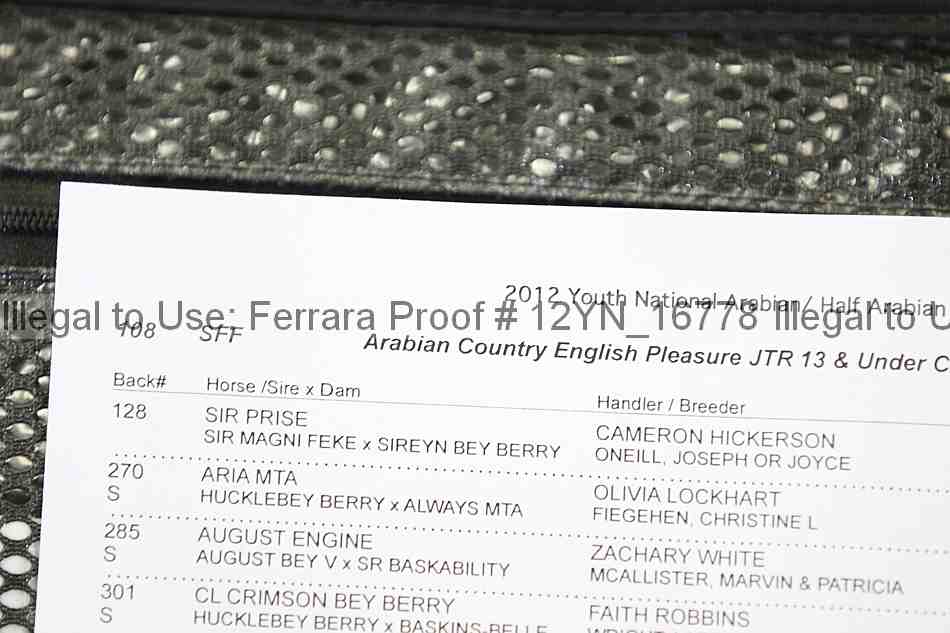 2012 Youth National Arabian/ Half Arabian
Illegal to Use: Ferrara Proof # 12YN_16778 Illegal to U
108 SFF
Arabian Country English Pleasure JTR 13 & Under C
Back# Horse /Sire x Dam Handler / Breeder
128 SIR PRISE CAMERON HICKERSON
SIR MAGNI FEKE x SIREYN BEY BERRY ONEILL, JOSEPH OR JOYCE
270 ARIA MTA OLIVIA LOCKHART
S HUCKLEBEY BERRY x ALWAYS MTA FIEGEHEN, CHRISTINE L
285 AUGUST ENGINE ZACHARY WHITE
S AUGUST BEY V x SR BASKABILITY MCALLISTER, MARVIN & PATRICIA
301 CL CRIMSON BEY BERRY FAITH ROBBINS
S HUCKLEBEY BERRY x BASKINS-BELLE